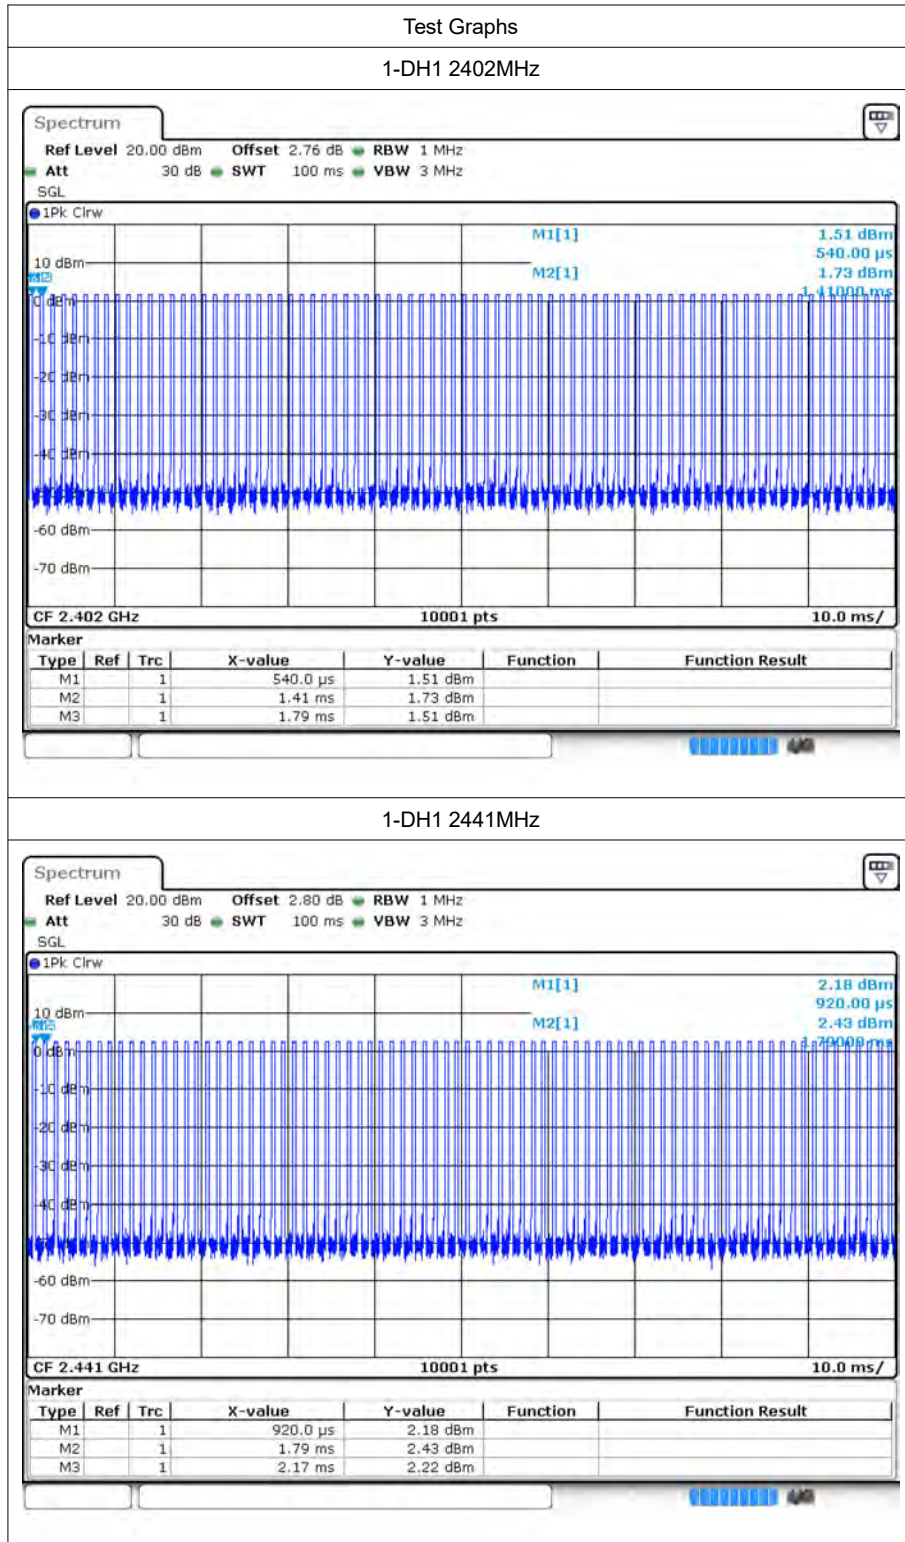 Test Graphs
1-DH1 2402MHz
Spectrum
Ref Level 20.00 dBm Offset 2.76 dB RBW 1 MHz
Att 30 dB SWT 100 ms VBW 3 MHz
SGL
1Pk Clrw
M1[1] 1.51 dBm
540.00 µs
10 dBm
M2[1] 1.73 dBm
1.41000 ms
0 dBm
-10 dBm
-20 dBm
-30 dBm
-40 dBm
-60 dBm
-70 dBm
CF 2.402 GHz 10001 pts 10.0 ms/
Marker
Type Ref Trc X-value Y-value Function Function Result
M1 1 540.0 µs 1.51 dBm
M2 1 1.41 ms 1.73 dBm
M3 1 1.79 ms 1.51 dBm
1-DH1 2441MHz
Spectrum
Ref Level 20.00 dBm Offset 2.80 dB RBW 1 MHz
Att 30 dB SWT 100 ms VBW 3 MHz
SGL
1Pk Clrw
M1[1] 2.18 dBm
920.00 µs
10 dBm
M2[1] 2.43 dBm
1.79000 ms
0 dBm
-10 dBm
-20 dBm
-30 dBm
-40 dBm
-60 dBm
-70 dBm
CF 2.441 GHz 10001 pts 10.0 ms/
Marker
Type Ref Trc X-value Y-value Function Function Result
M1 1 920.0 µs 2.18 dBm
M2 1 1.79 ms 2.43 dBm
M3 1 2.17 ms 2.22 dBm